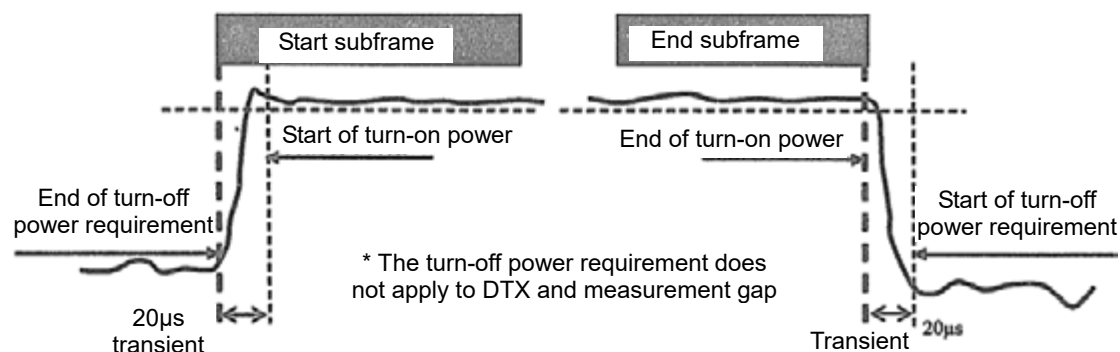 Start subframe
End subframe
Start of turn-on power
End of turn-on power
End of turn-off
power requirement
Start of turn-off
power requirement
* The turn-off power requirement does
not apply to DTX and measurement gap
20µs
transient
Transient
20µs